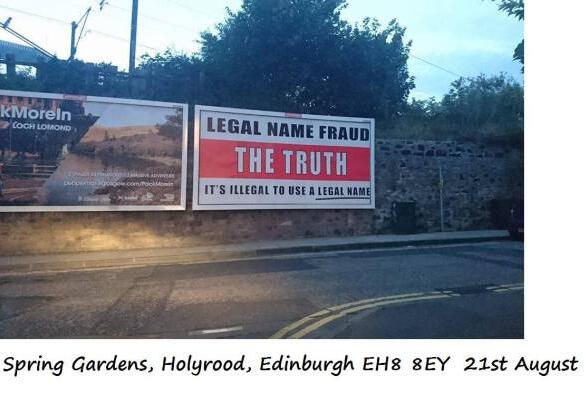 kMoreIn
LOCH LOMOND
LEGAL NAME FRAUD
THE TRUTH
IT'S ILLEGAL TO USE A LEGAL NAME
Spring Gardens, Holyrood, Edinburgh EH8 8EY 21st August